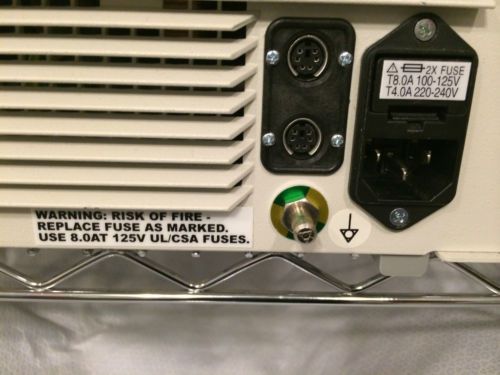 2X FUSE
T8.0A 100-125V
T4.0A 220-240V
WARNING: RISK OF FIRE -
REPLACE FUSE AS MARKED.
USE 8.0AT 125V UL/CSA FUSES.